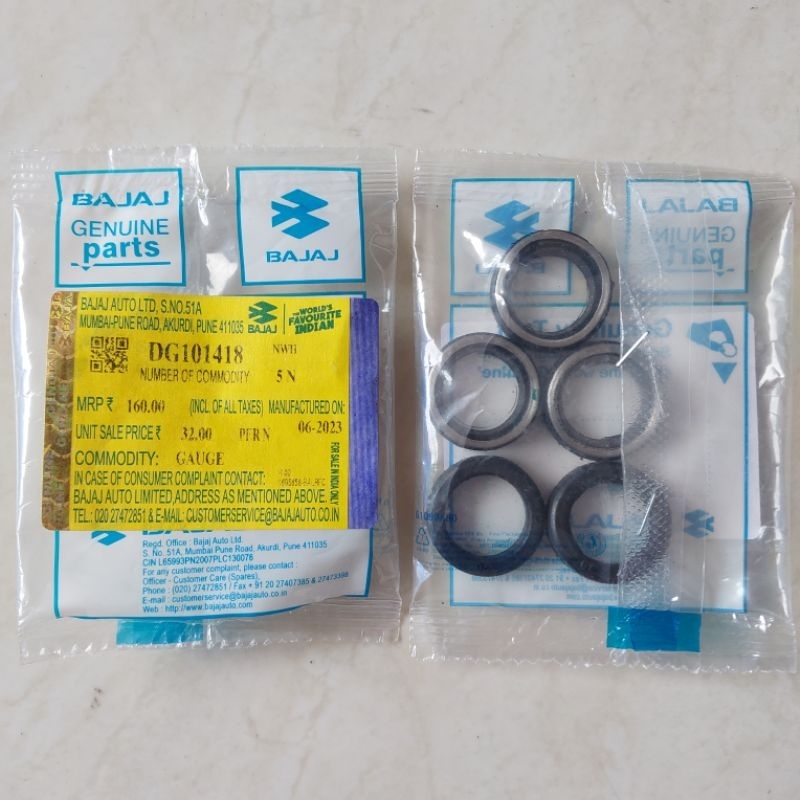 BAJAJ
GENUINE
parts
BAJAJ
BAJAJ AUTO LTD, S.NO.51A
MUMBAI-PUNE ROAD, AKURDI, PUNE 411035
BAJAJ
THE WORLD'S
FAVOURITE
INDIAN
DG101418 NWH
NUMBER OF COMMODITY 5 N
MRP ₹ 160.00 (INCL. OF ALL TAXES) MANUFACTURED ON:
UNIT SALE PRICE ₹ 32.00 PER N 06-2023
COMMODITY: GAUGE
IN CASE OF CONSUMER COMPLAINT CONTACT:
BAJAJ AUTO LIMITED,ADDRESS AS MENTIONED ABOVE.
TEL.: 020 27472851 & E-MAIL: CUSTOMERSERVICE@BAJAJAUTO.CO.IN
FOR SALE IN INDIA ONLY
Regd. Office : Bajaj Auto Ltd.
S. No. 51A, Mumbai Pune Road, Akurdi, Pune 411035
CIN L65993PN2007PLC130076
For any customer complaint, please contact :
Officer - Customer Care (Spares),
Phone : (020) 27472851 / Fax + 91 20 27407385 & 27473398
E-mail : customerservice@bajajauto.co.in
Web : http://www.bajajauto.com
BAJAJ
GENUINE
parts